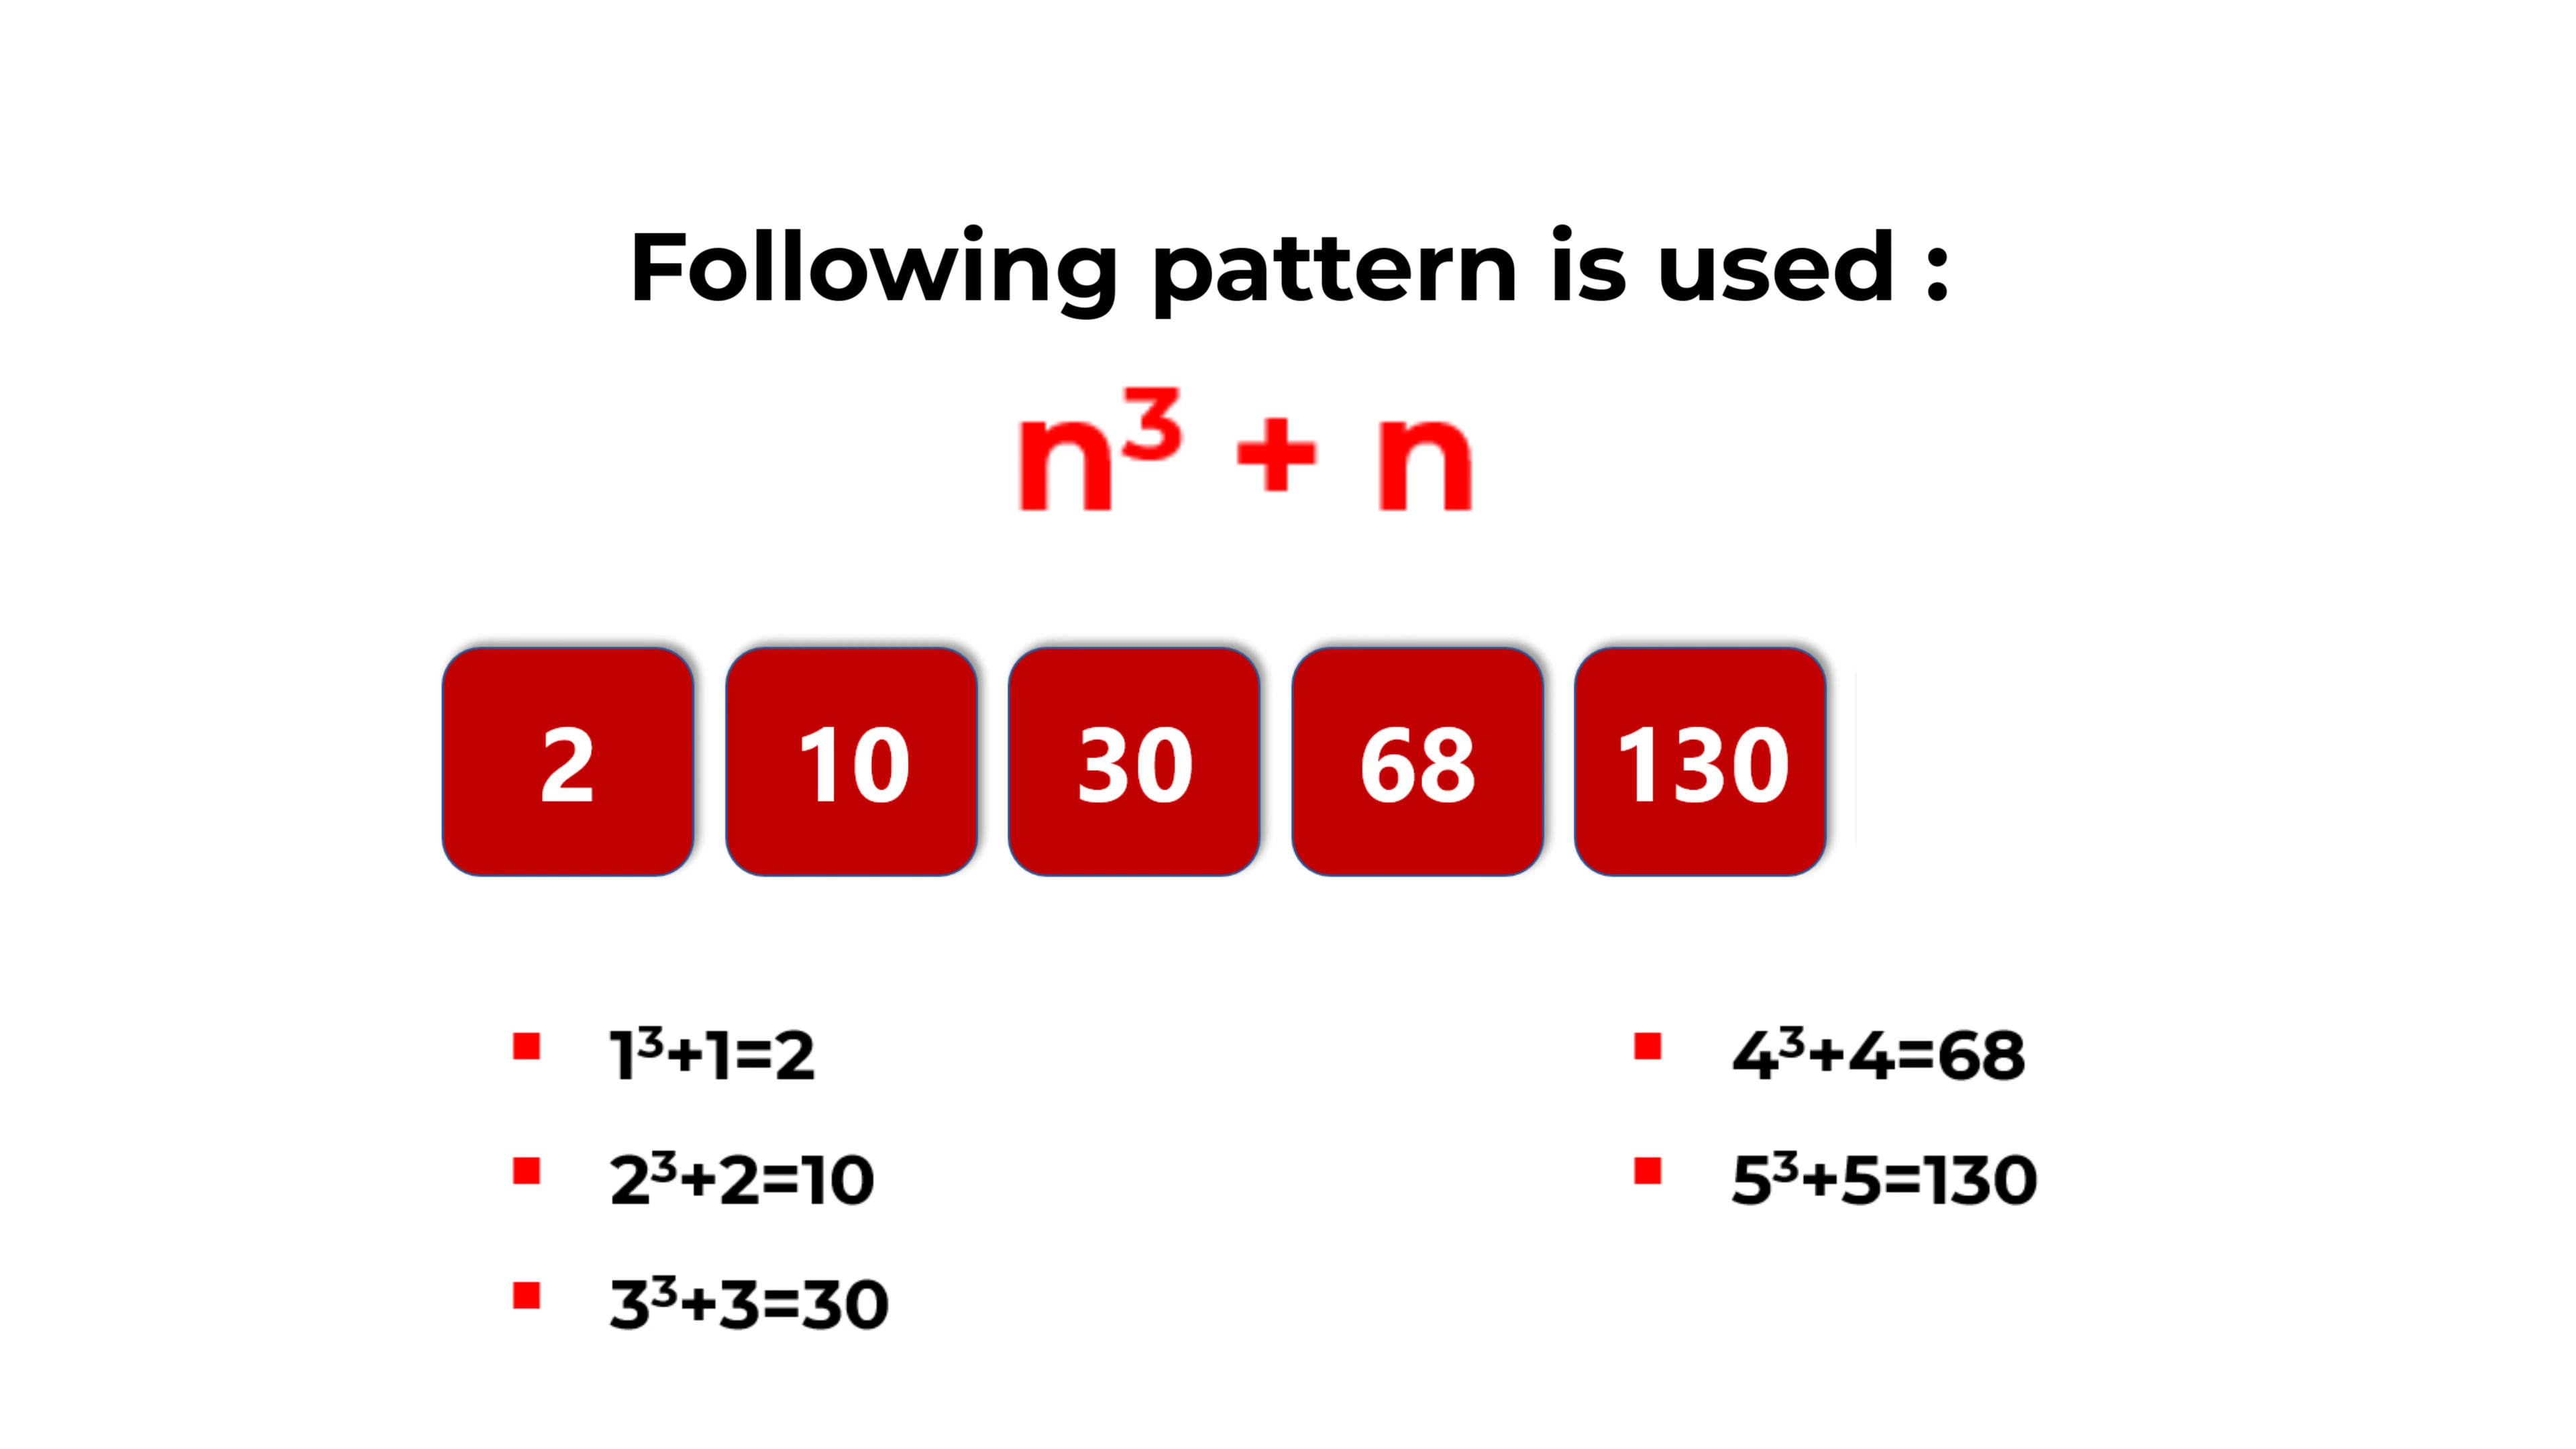 Following pattern is used :
n³ + n
2 10 30 68 130
1³+1=2
2³+2=10
3³+3=30
4³+4=68
5³+5=130